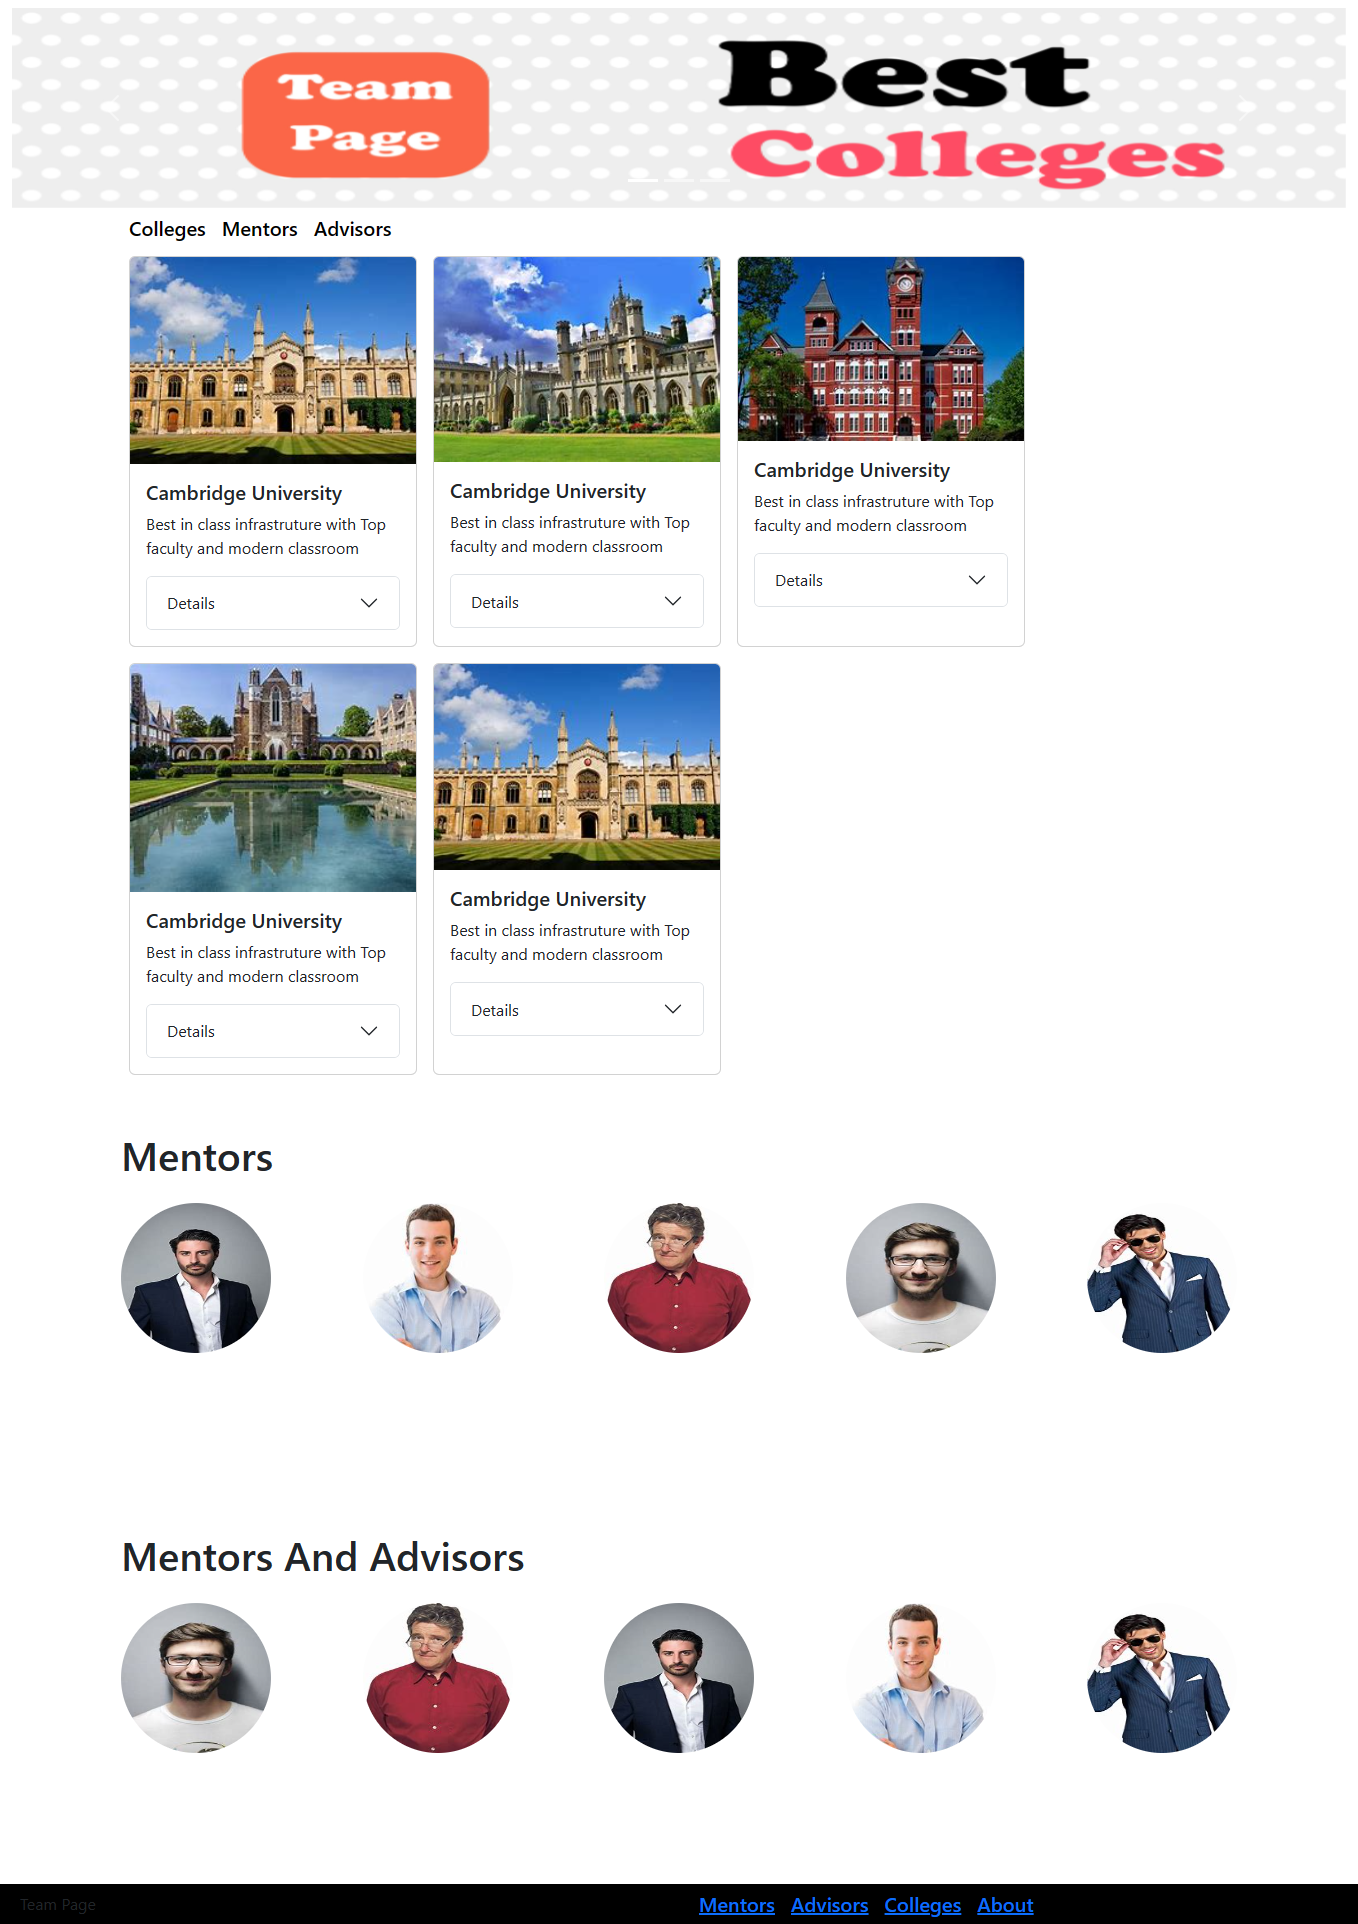 Team
Page
Best
Colleges
Colleges Mentors Advisors
Cambridge University
Best in class infrastruture with Top
faculty and modern classroom
Details
Cambridge University
Best in class infrastruture with Top
faculty and modern classroom
Details
Cambridge University
Best in class infrastruture with Top
faculty and modern classroom
Details
Cambridge University
Best in class infrastruture with Top
faculty and modern classroom
Details
Cambridge University
Best in class infrastruture with Top
faculty and modern classroom
Details
Mentors
Mentors And Advisors
Team Page
Mentors Advisors Colleges About